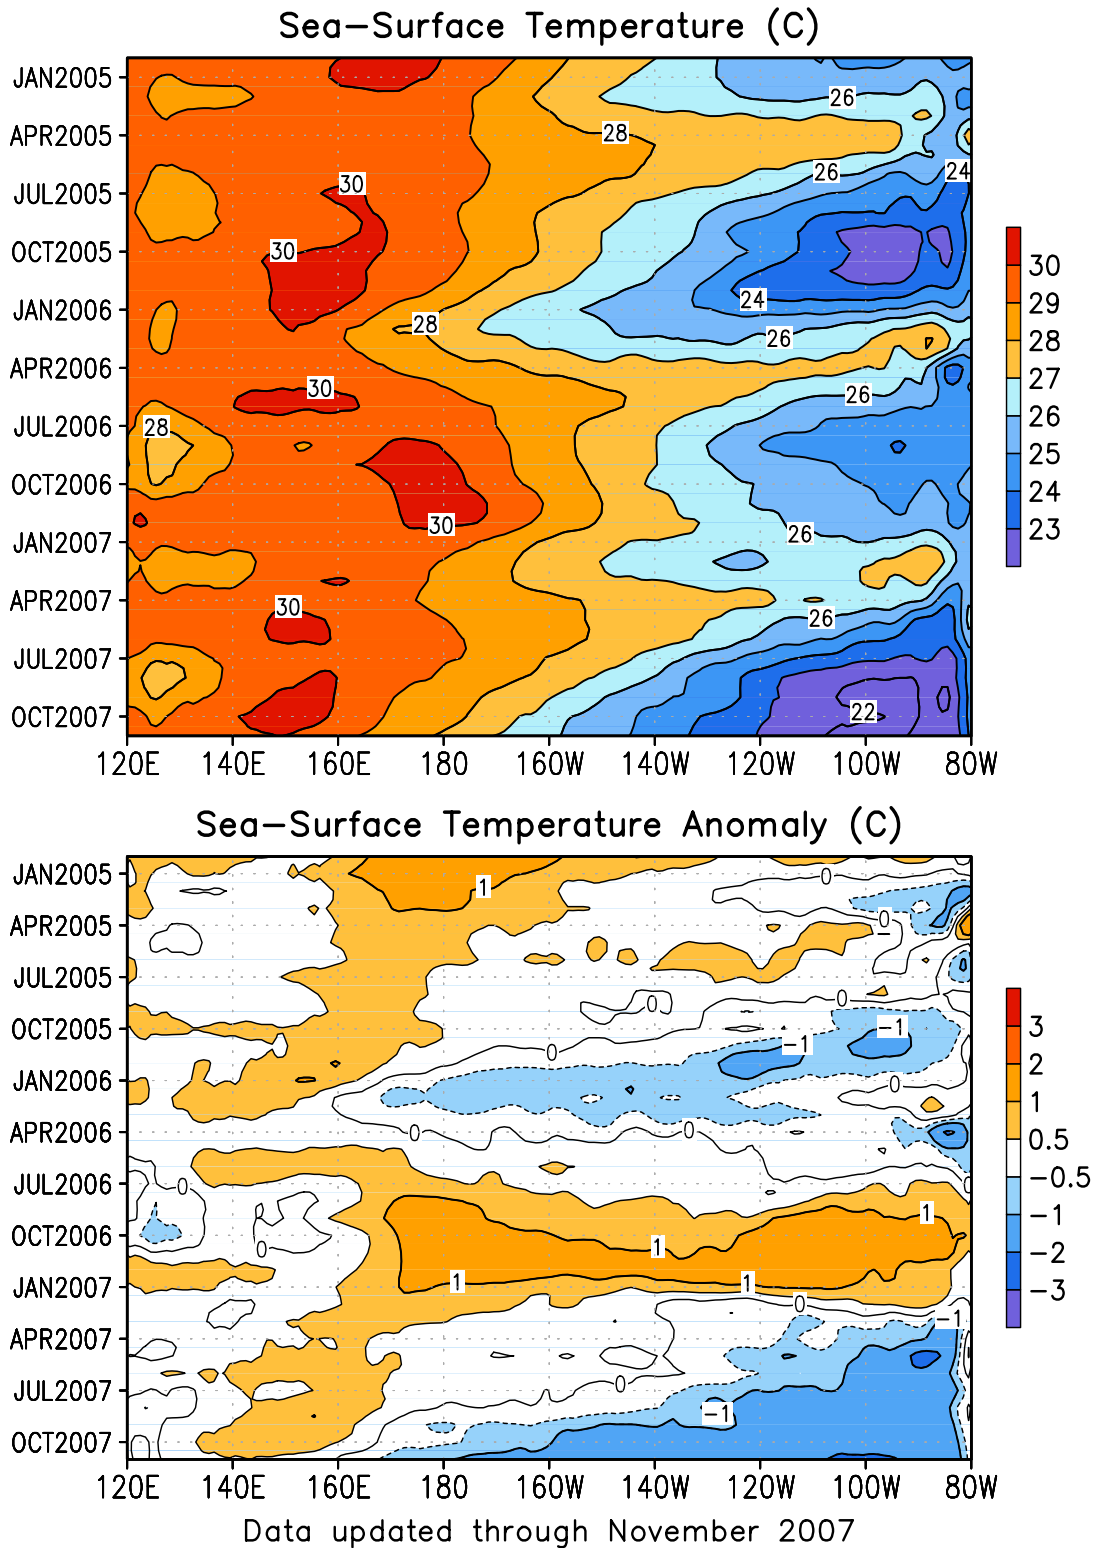 Sea-Surface Temperature (C)
JAN2005
APR2005
JUL2005
OCT2005
JAN2006
APR2006
JUL2006
OCT2006
JAN2007
APR2007
JUL2007
OCT2007
26
28
26
24
30
30
24
28
26
30
26
28
30
26
30
26
22
30
29
28
27
26
25
24
23
120E 140E 160E 180 160W 140W 120W 100W 80W
Sea-Surface Temperature Anomaly (C)
JAN2005
APR2005
JUL2005
OCT2005
JAN2006
APR2006
JUL2006
OCT2006
JAN2007
APR2007
JUL2007
OCT2007
0
1
0
0
0
-1
-1
0
0
0
0
0
0
1
0
1
1
1
0
-1
0
-1
3
2
1
0.5
-0.5
-1
-2
-3
120E 140E 160E 180 160W 140W 120W 100W 80W
Data updated through November 2007